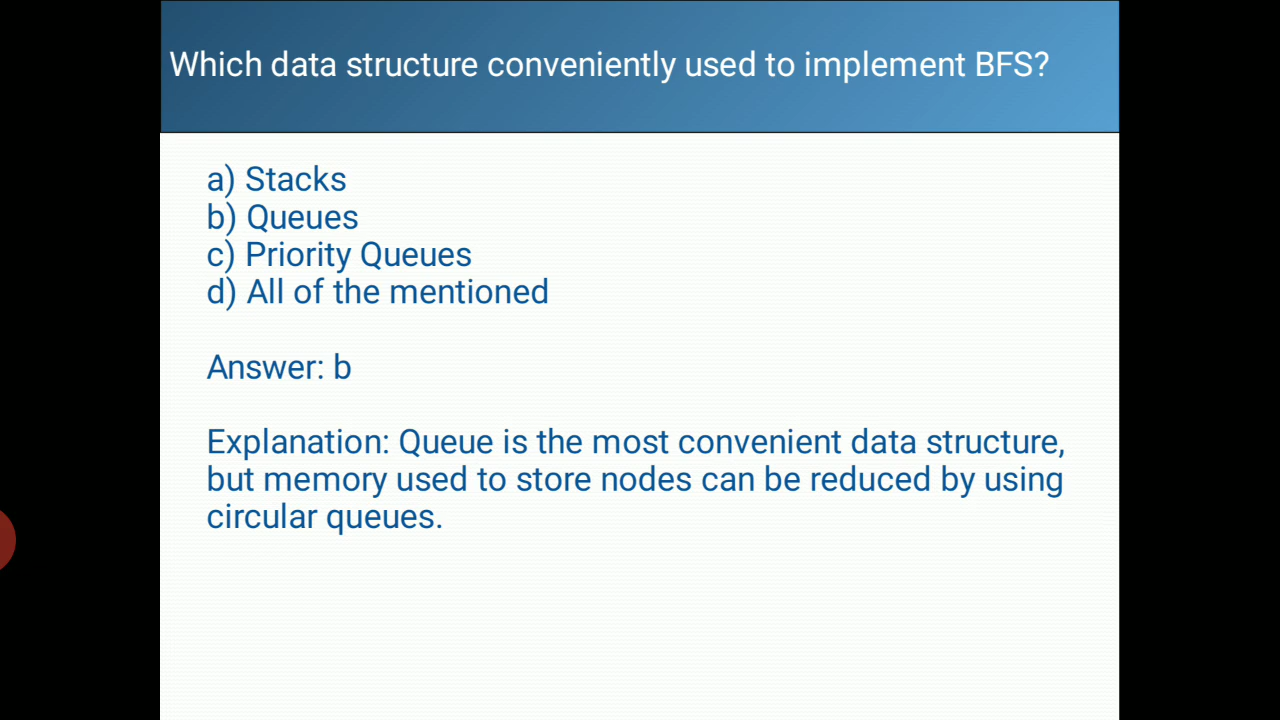 Which data structure conveniently used to implement BFS?
a) Stacks
b) Queues
c) Priority Queues
d) All of the mentioned
Answer: b
Explanation: Queue is the most convenient data structure,
but memory used to store nodes can be reduced by using
circular queues.